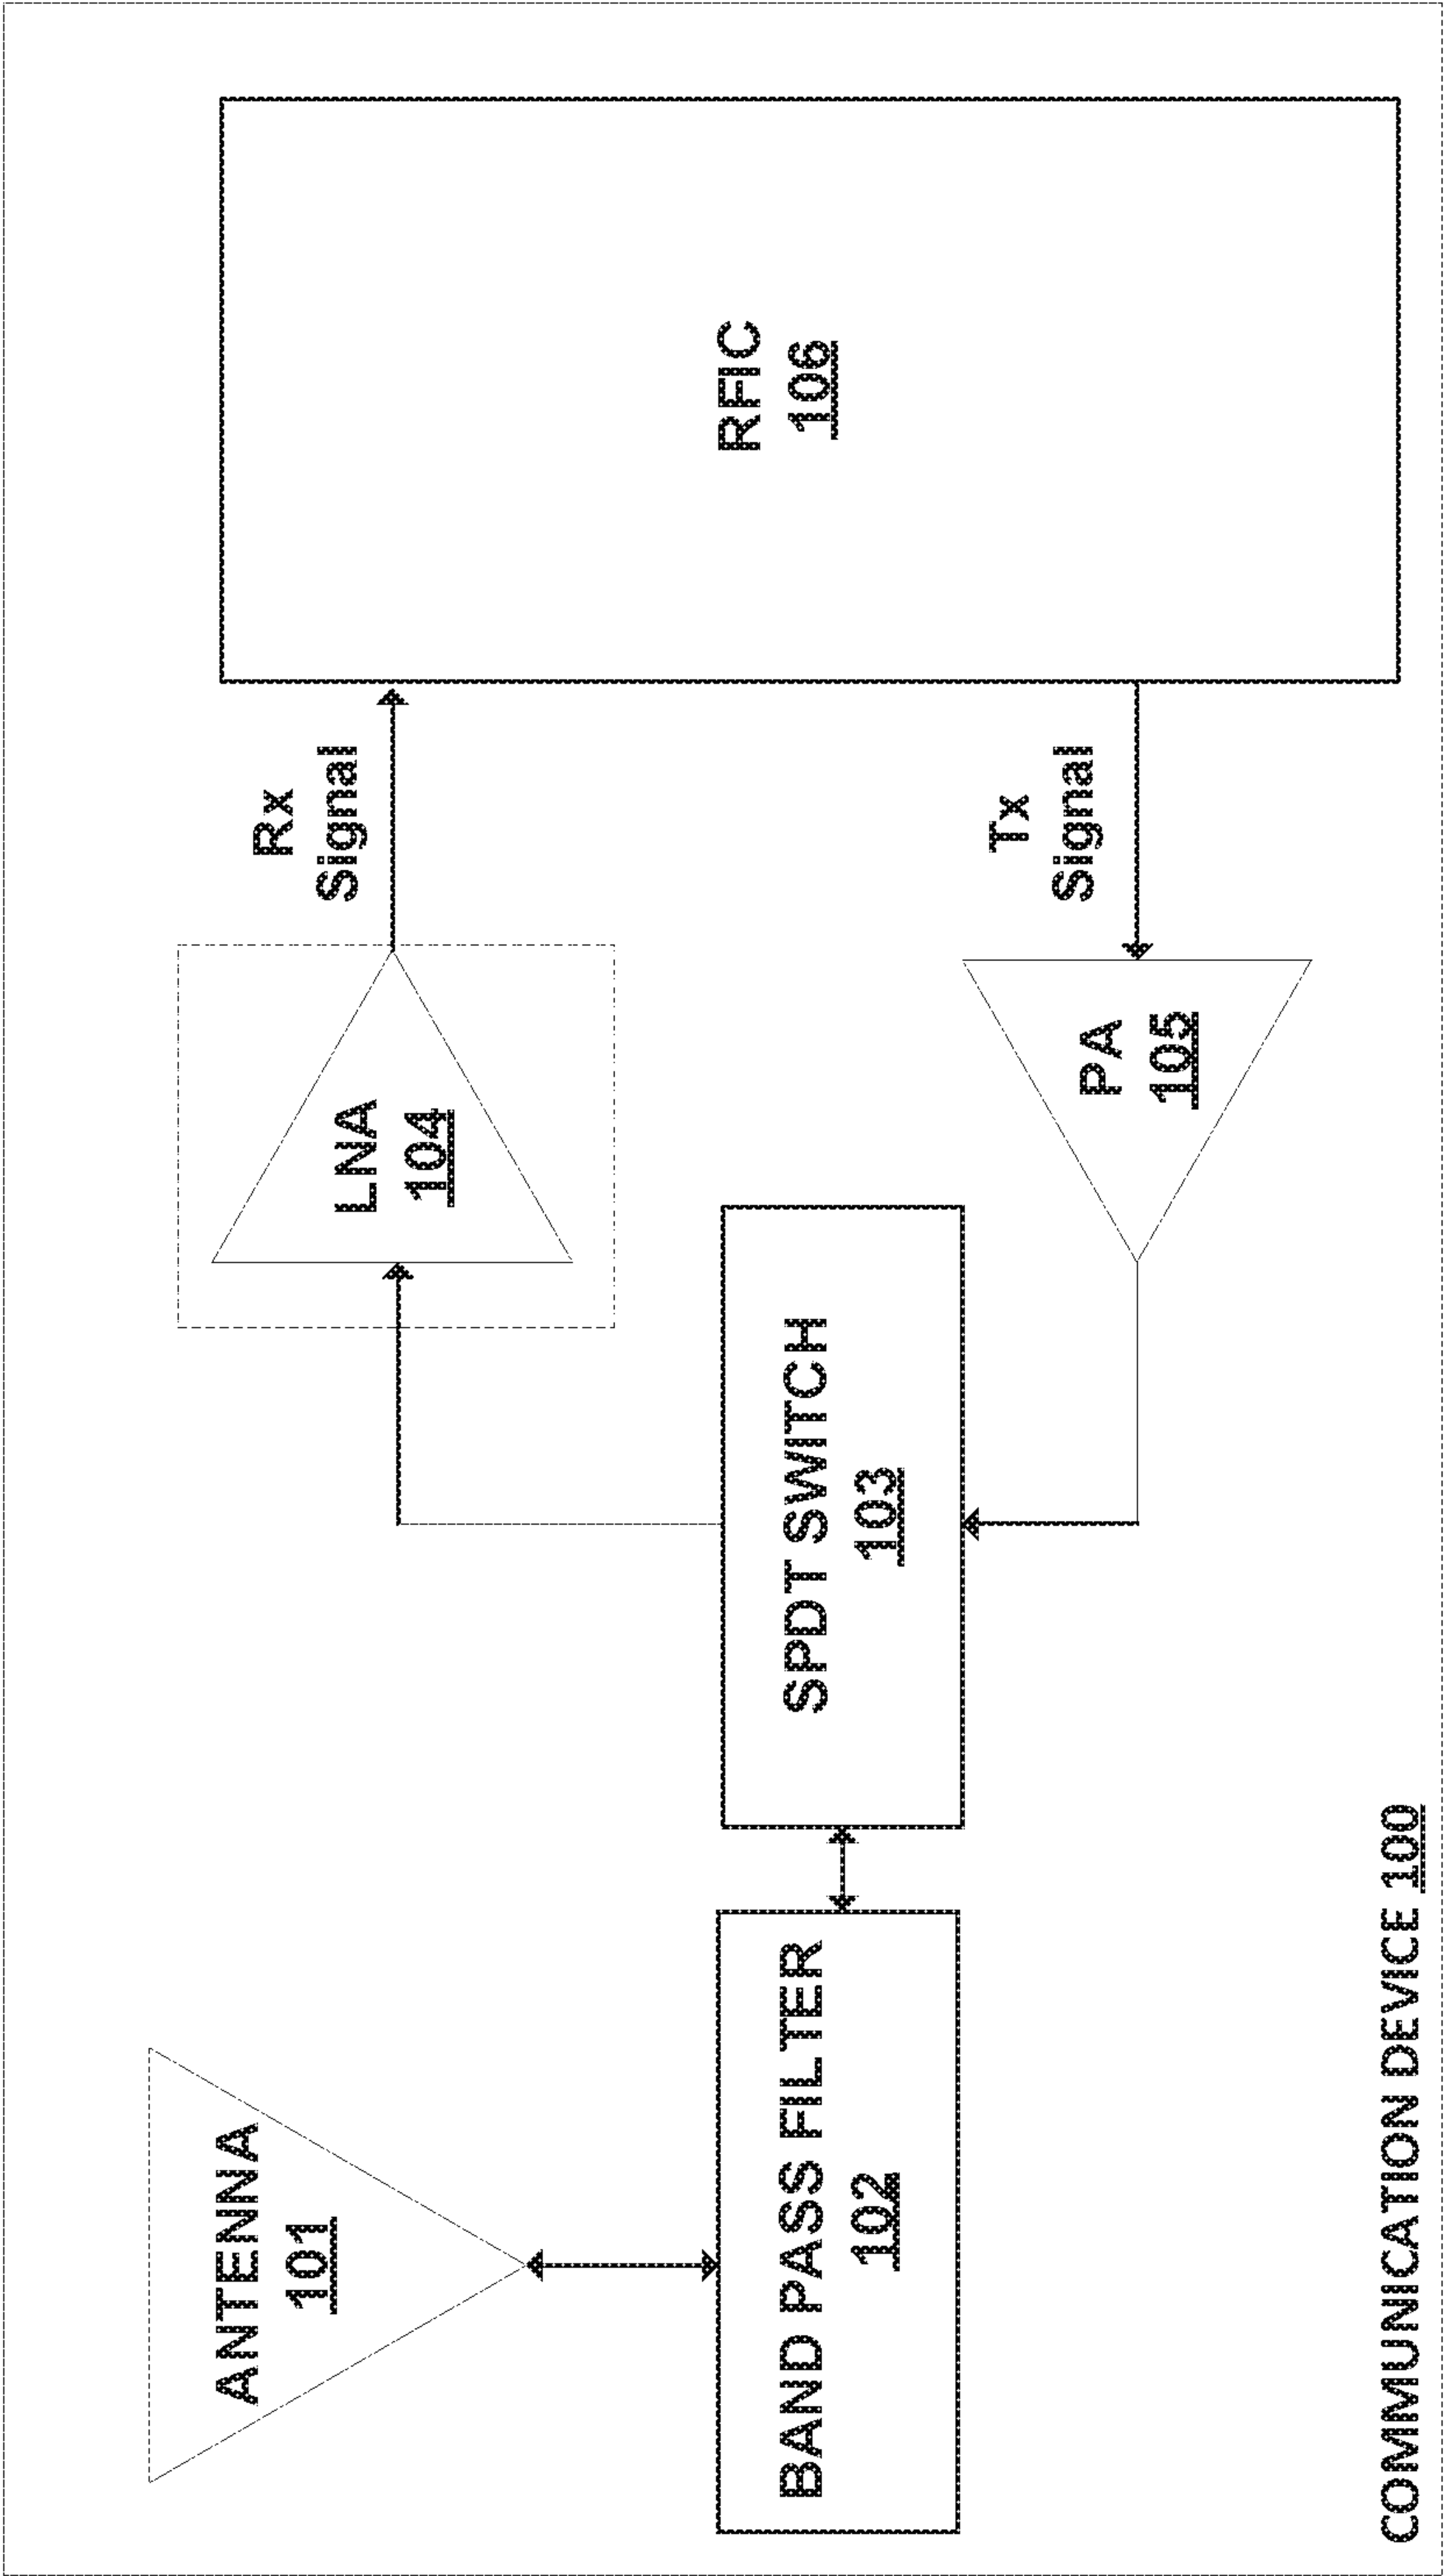 ANTENNA
101
BAND PASS FILTER
102
SPDT SWITCH
103
LNA
104
PA
105
Rx
Signal
Tx
Signal
RFIC
106
COMMUNICATION DEVICE 100